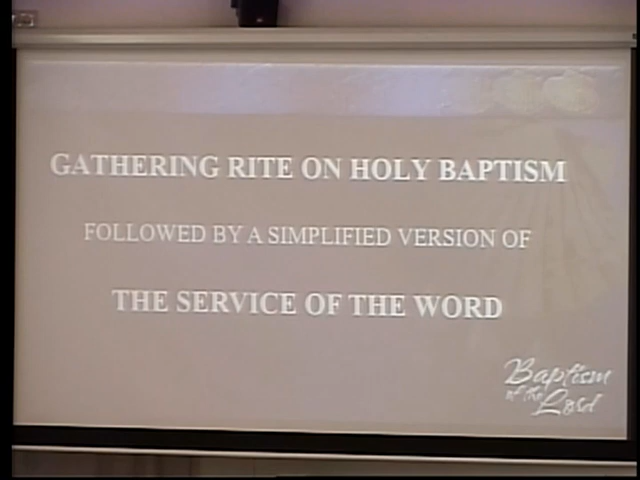 GATHERING RITE ON HOLY BAPTISM
FOLLOWED BY A SIMPLIFIED VERSION OF
THE SERVICE OF THE WORD
Baptism
of the
Lord